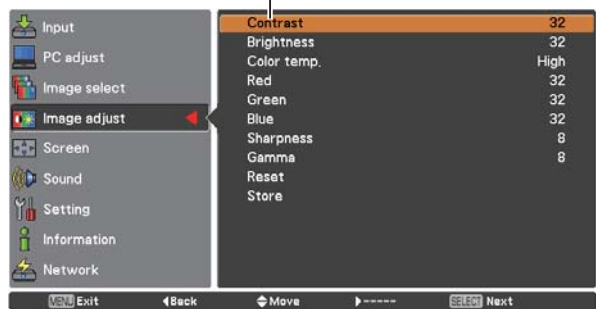 Input
PC adjust
Image select
Image adjust
Screen
Sound
Setting
Information
Network
Contrast 32
Brightness 32
Color temp. High
Red 32
Green 32
Blue 32
Sharpness 8
Gamma 8
Reset
Store
MENU Exit ◀Back Move ▶----- SELECT Next